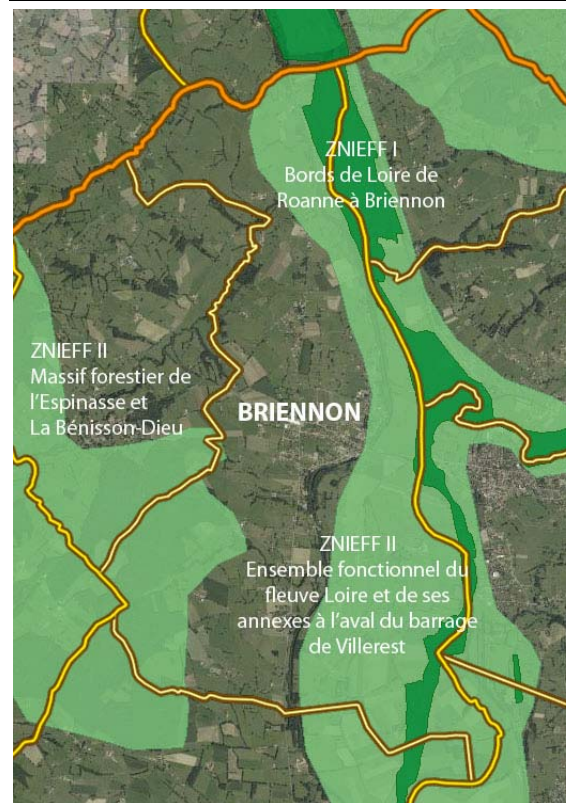 ZNIEFF I
Bords de Loire de
Roanne à Briennon
ZNIEFF II
Massif forestier de
l'Espinasse et
La Bénisson-Dieu
BRIENNON
ZNIEFF II
Ensemble fonctionnel du
fleuve Loire et de ses
annexes à l'aval du barrage
de Villerest